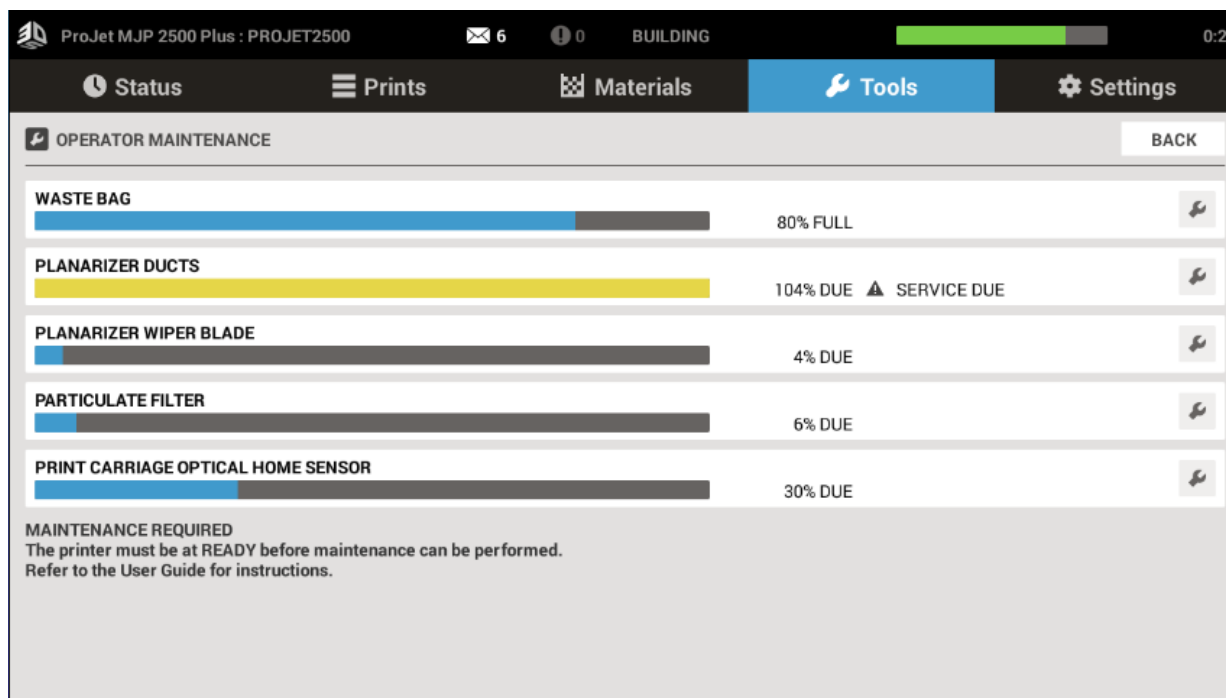 ProJet MJP 2500 Plus : PROJET2500 6 0 BUILDING
Status Prints Materials Tools Settings
OPERATOR MAINTENANCE BACK
WASTE BAG
80% FULL
PLANARIZER DUCTS
104% DUE SERVICE DUE
PLANARIZER WIPER BLADE
4% DUE
PARTICULATE FILTER
6% DUE
PRINT CARRIAGE OPTICAL HOME SENSOR
30% DUE
MAINTENANCE REQUIRED
The printer must be at READY before maintenance can be performed.
Refer to the User Guide for instructions.